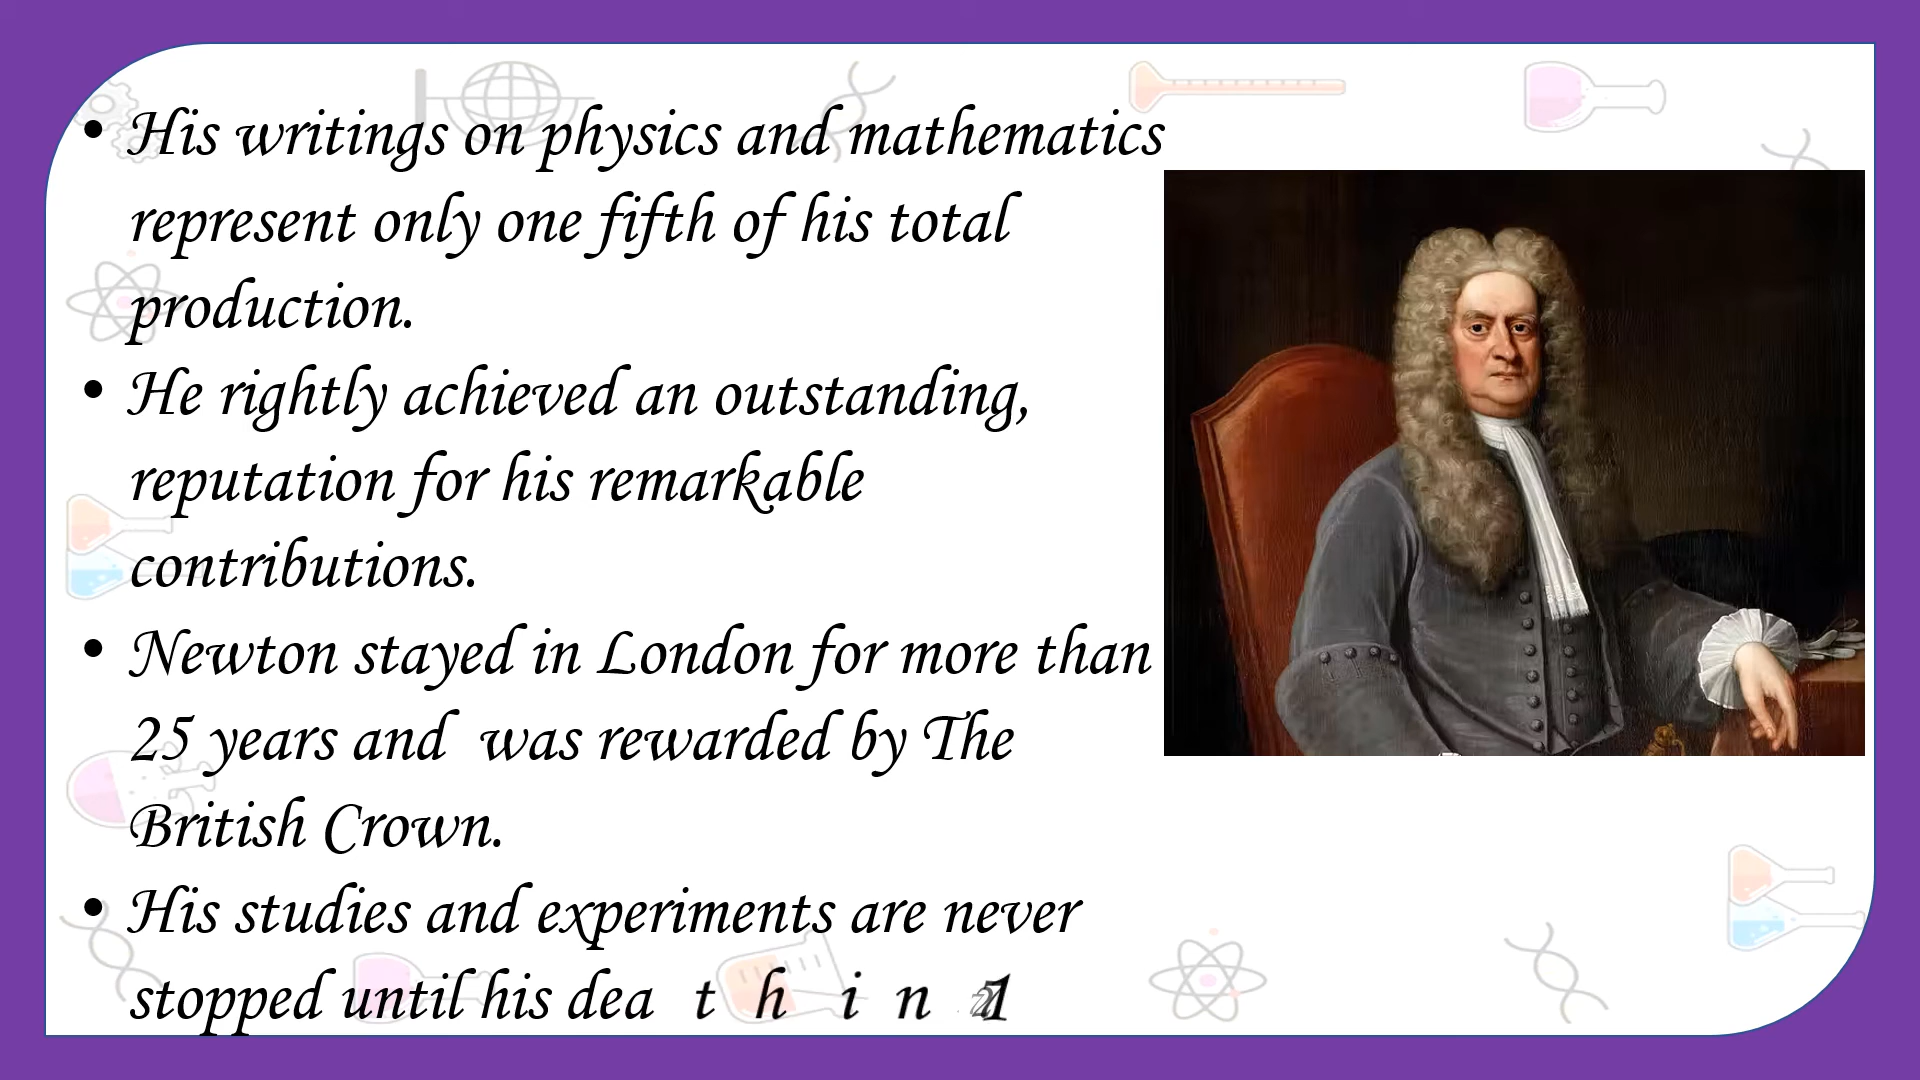 • His writings on physics and mathematics
represent only one fifth of his total
production.
• He rightly achieved an outstanding,
reputation for his remarkable
contributions.
• Newton stayed in London for more than
25 years and  was rewarded by The
British Crown.
• His studies and experiments are never
stopped until his dea t h i n